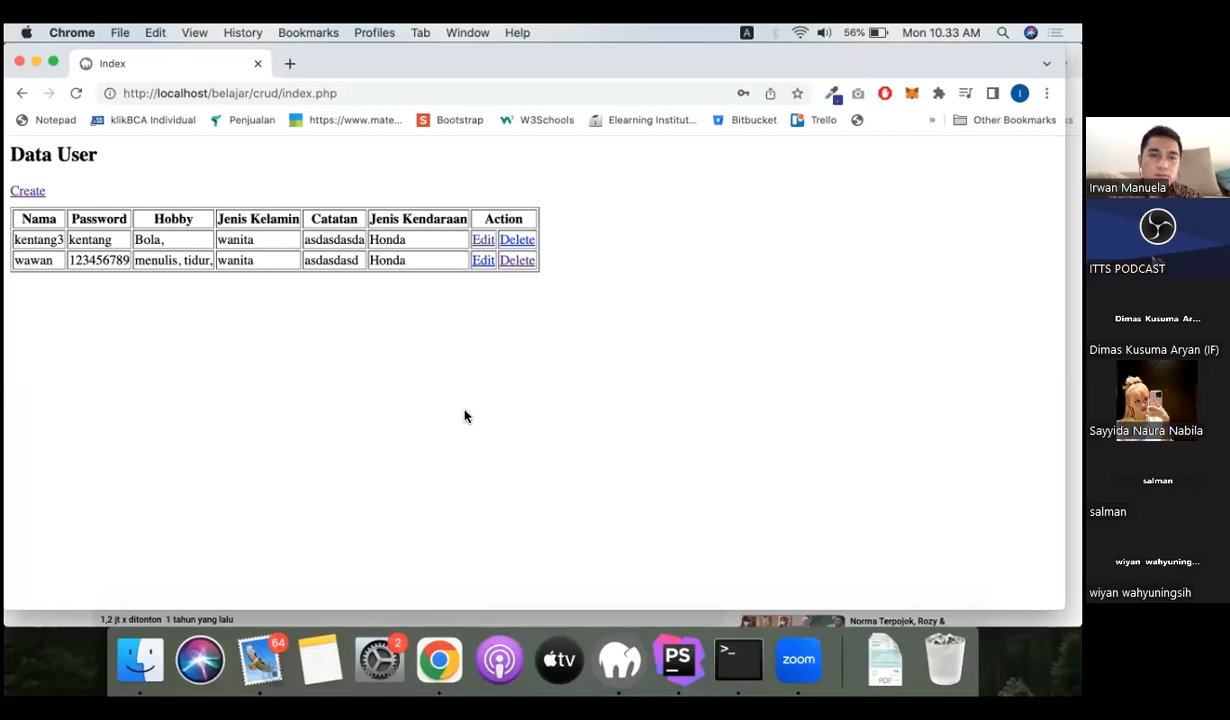 Chrome File Edit View History Bookmarks Profiles Tab Window Help A 56% Mon 10.33 AM
Index
http://localhost/belajar/crud/index.php
Notepad klikBCA Individual Penjualan https://www.mate... Bootstrap W3Schools Elearning Institut... Bitbucket Trello » Other Bookmarks
Data User
Create
Nama Password Hobby Jenis Kelamin Catatan Jenis Kendaraan Action
kentang3 kentang Bola, wanita asdasdasda Honda Edit Delete
wawan 123456789 menulis, tidur, wanita asdasdasd Honda Edit Delete
1,2 jt x ditonton 1 tahun yang lalu
Norma Terpojok, Rozy &
64
2
tv
PS
>_
zoom
PDF
Irwan Manuela
ITTS PODCAST
Dimas Kusuma Ar...
Dimas Kusuma Aryan (IF)
Sayyida Naura Nabila
salman
salman
wiyan wahyuning...
wiyan wahyuningsih